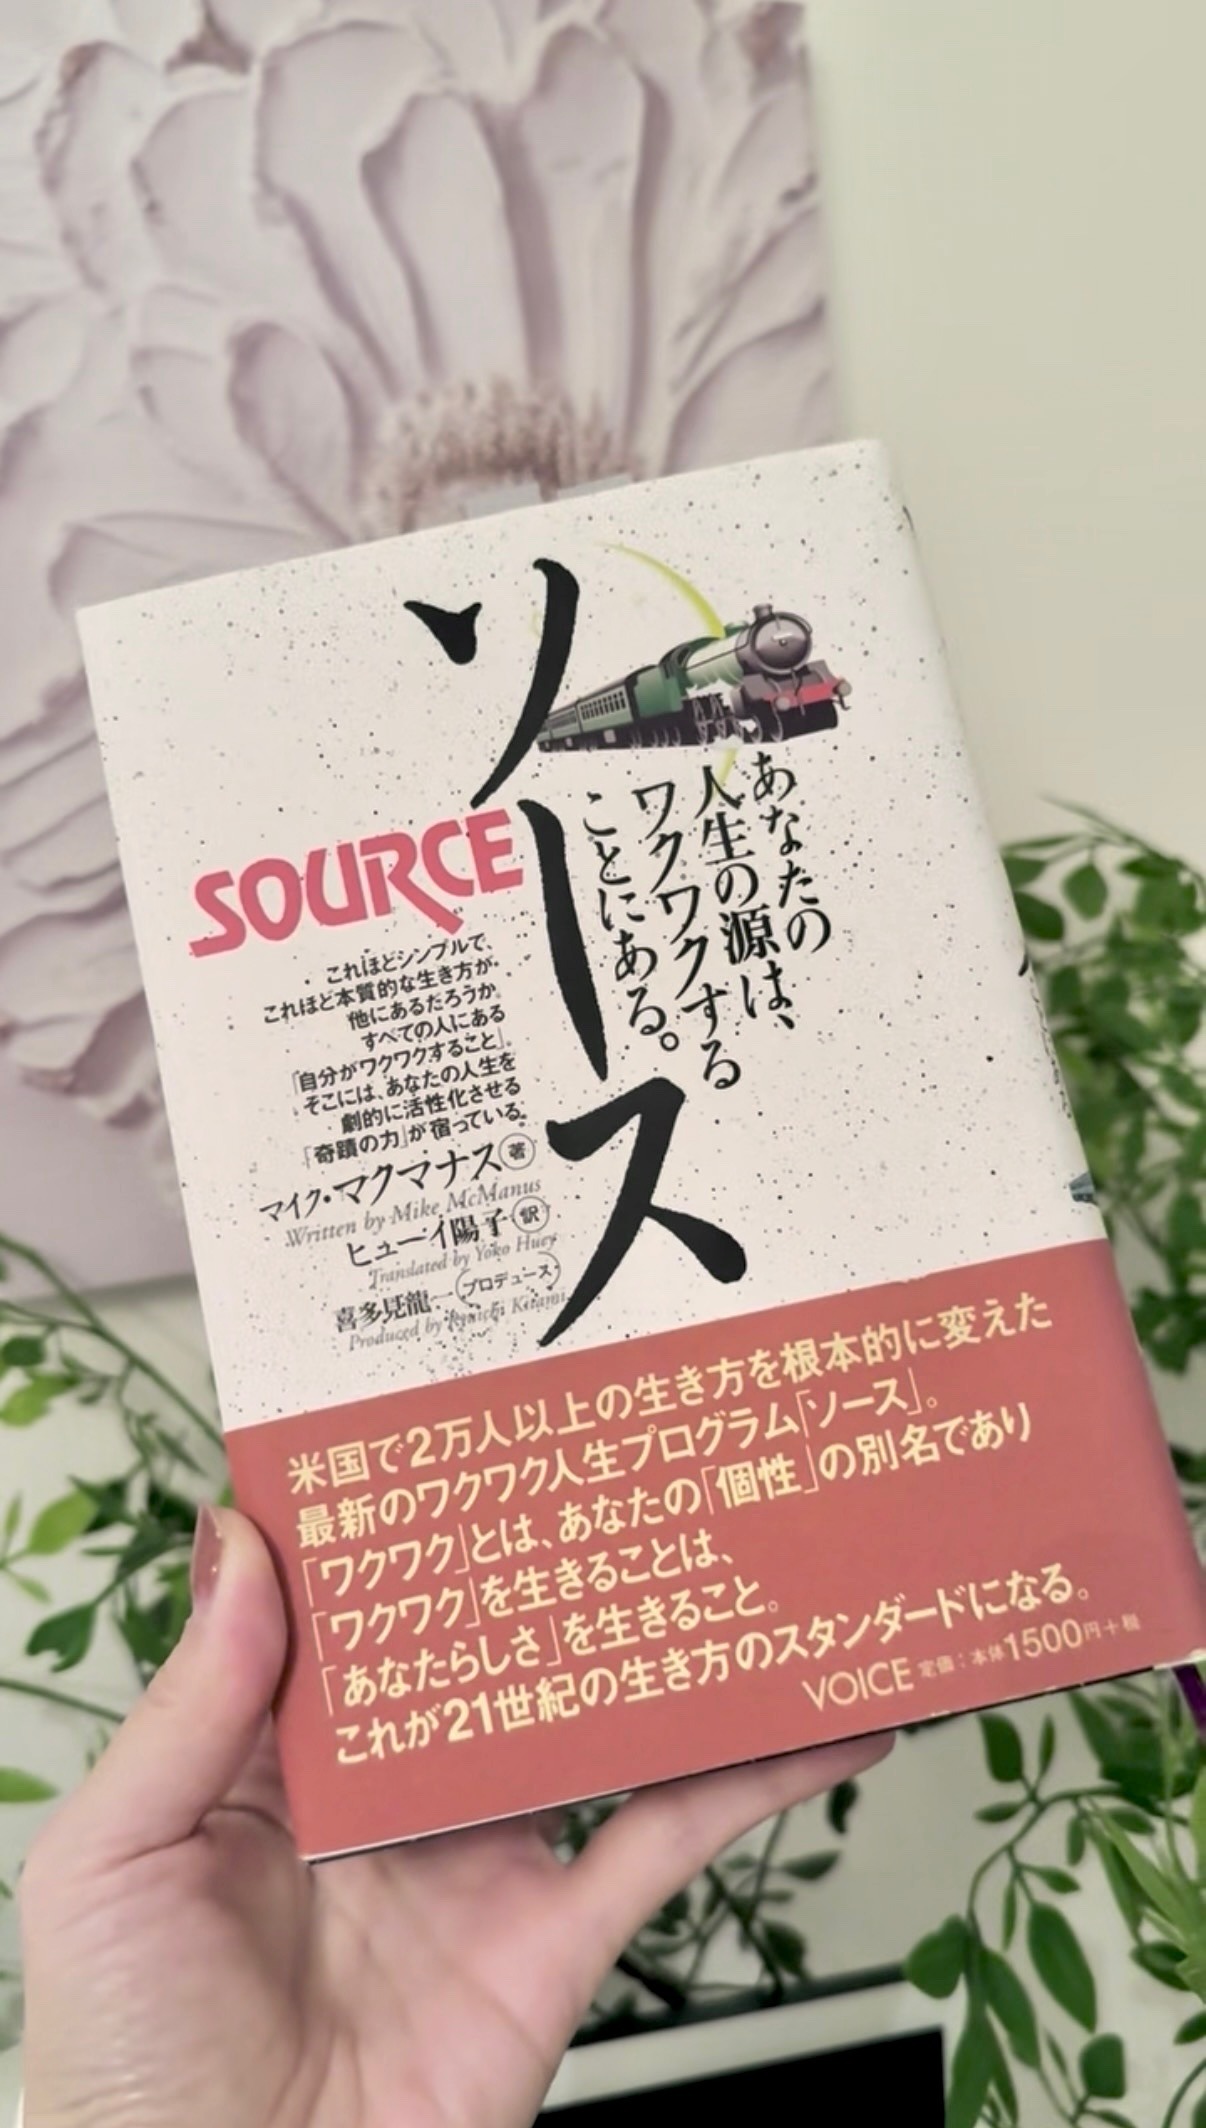 ソース
あなたの
人生の源は、
ワクワクする
ことにある。
SOURCE
これほどシンプルで、
これほど本質的な生き方が、
他にあるだろうか。
すべての人にある
「自分がワクワクすること」。
そこには、あなたの人生を
劇的に活性化させる
「奇蹟の力」が宿っている。
マイク・マクマナス 著
Written by Mike McManus
ヒューイ陽子 訳
Translated by Yoko Huey
喜多見龍一 プロデュース
Produced by Ryuichi Kitami
米国で2万人以上の生き方を根本的に変えた
最新のワクワク人生プログラム「ソース」。
「ワクワク」とは、あなたの「個性」の別名であり
「ワクワク」を生きることは、
「あなたらしさ」を生きること。
これが21世紀の生き方のスタンダードになる。
VOICE 定価：本体1500円＋税